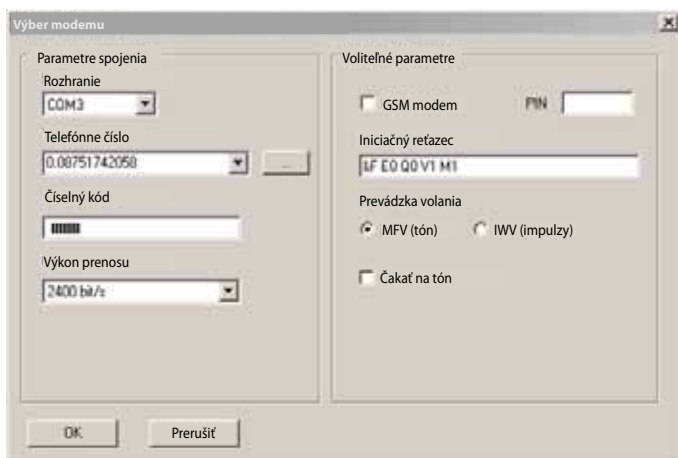 Výber modemu
Parametre spojenia
Rozhranie
COM3
Telefónne číslo
0.08751742058
...
Číselný kód
Výkon prenosu
2400 bit/s
Voliteľné parametre
GSM modem
PIN
Iniciačný reťazec
&F E0 Q0 V1 M1
Prevádzka volania
MFV (tón)
IWV (impulzy)
Čakať na tón
OK
Prerušiť